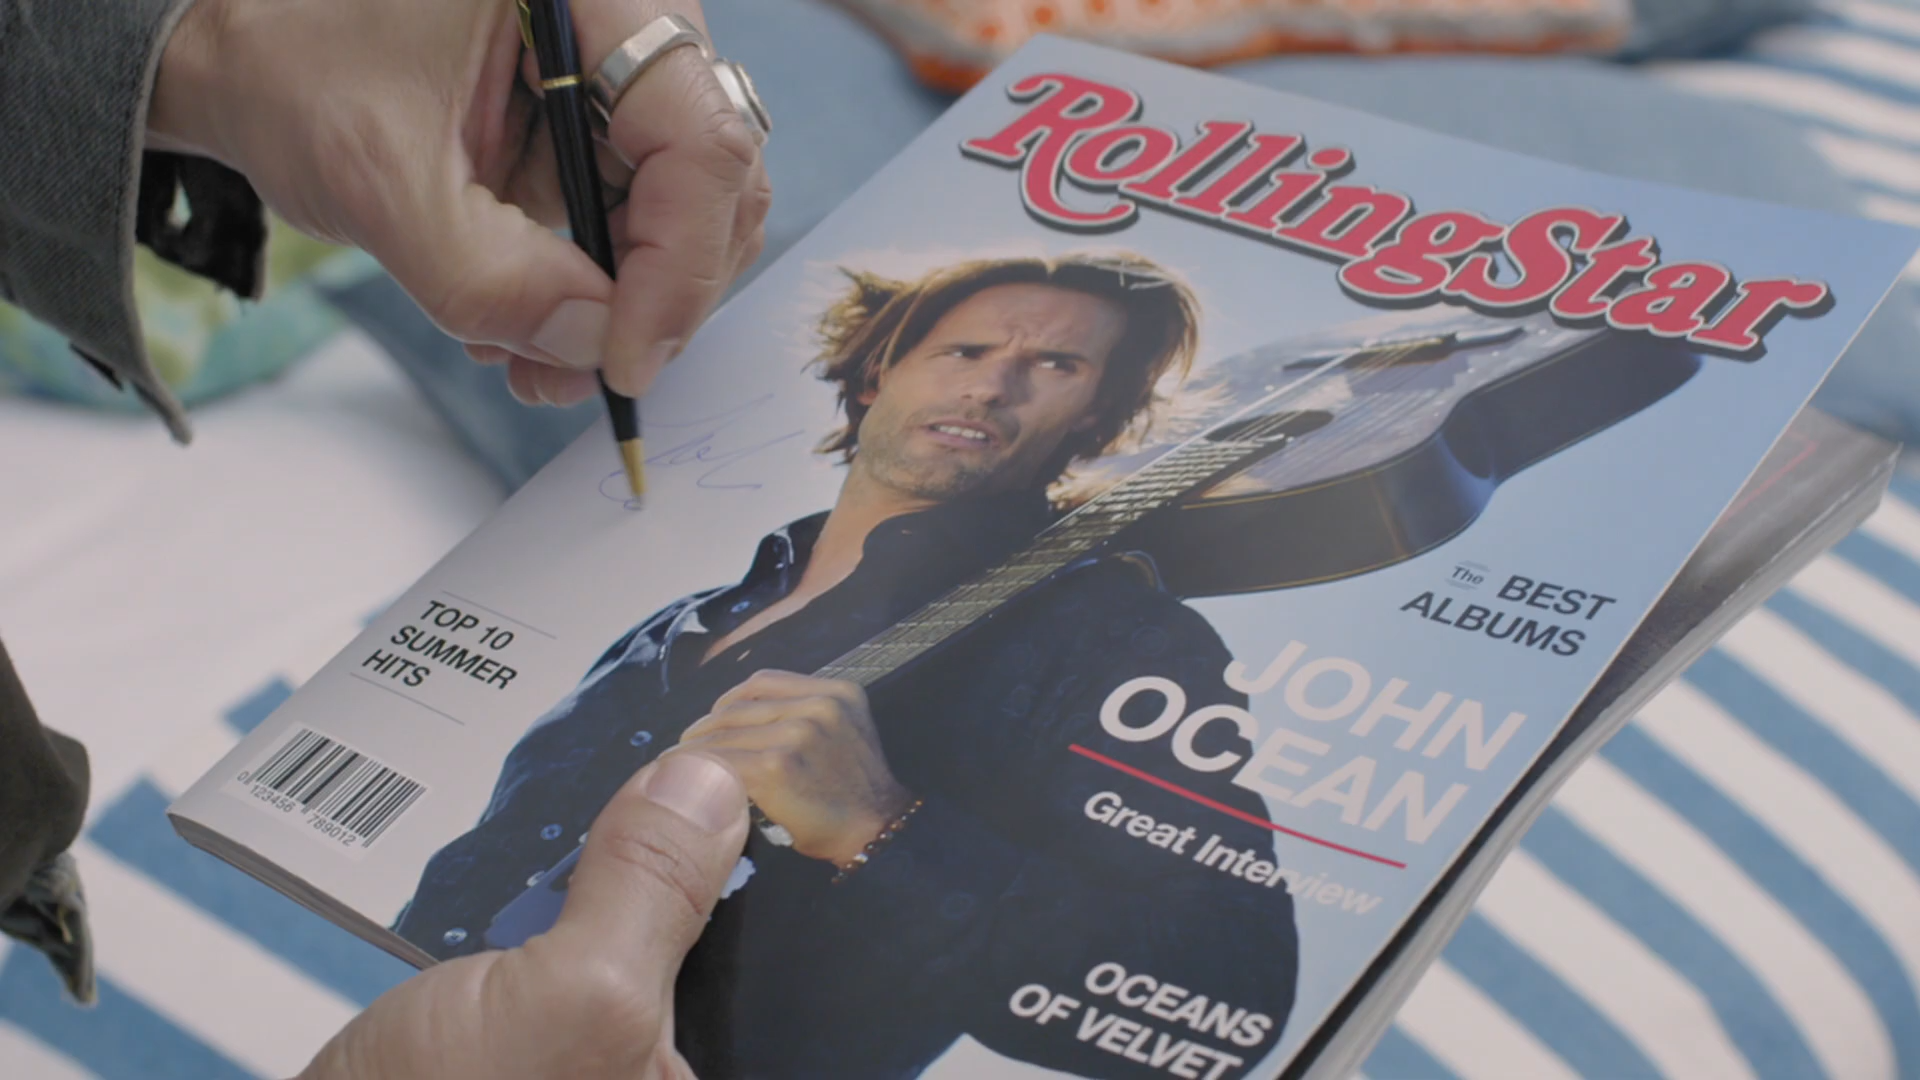 RollingStar
The BEST
ALBUMS
JOHN
OCEAN
Great Interview
TOP 10
SUMMER
HITS
0 123456 789012
OCEANS
OF VELVET